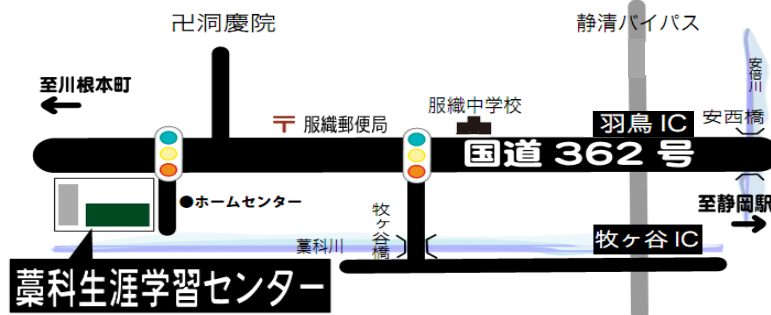 卍洞慶院
静清バイパス
至川根本町
安倍川
服織中学校
〒 服織郵便局
羽鳥 IC
安西橋
国道 362 号
●ホームセンター
至静岡駅
牧ヶ谷橋
藁科川
牧ヶ谷 IC
藁科生涯学習センター